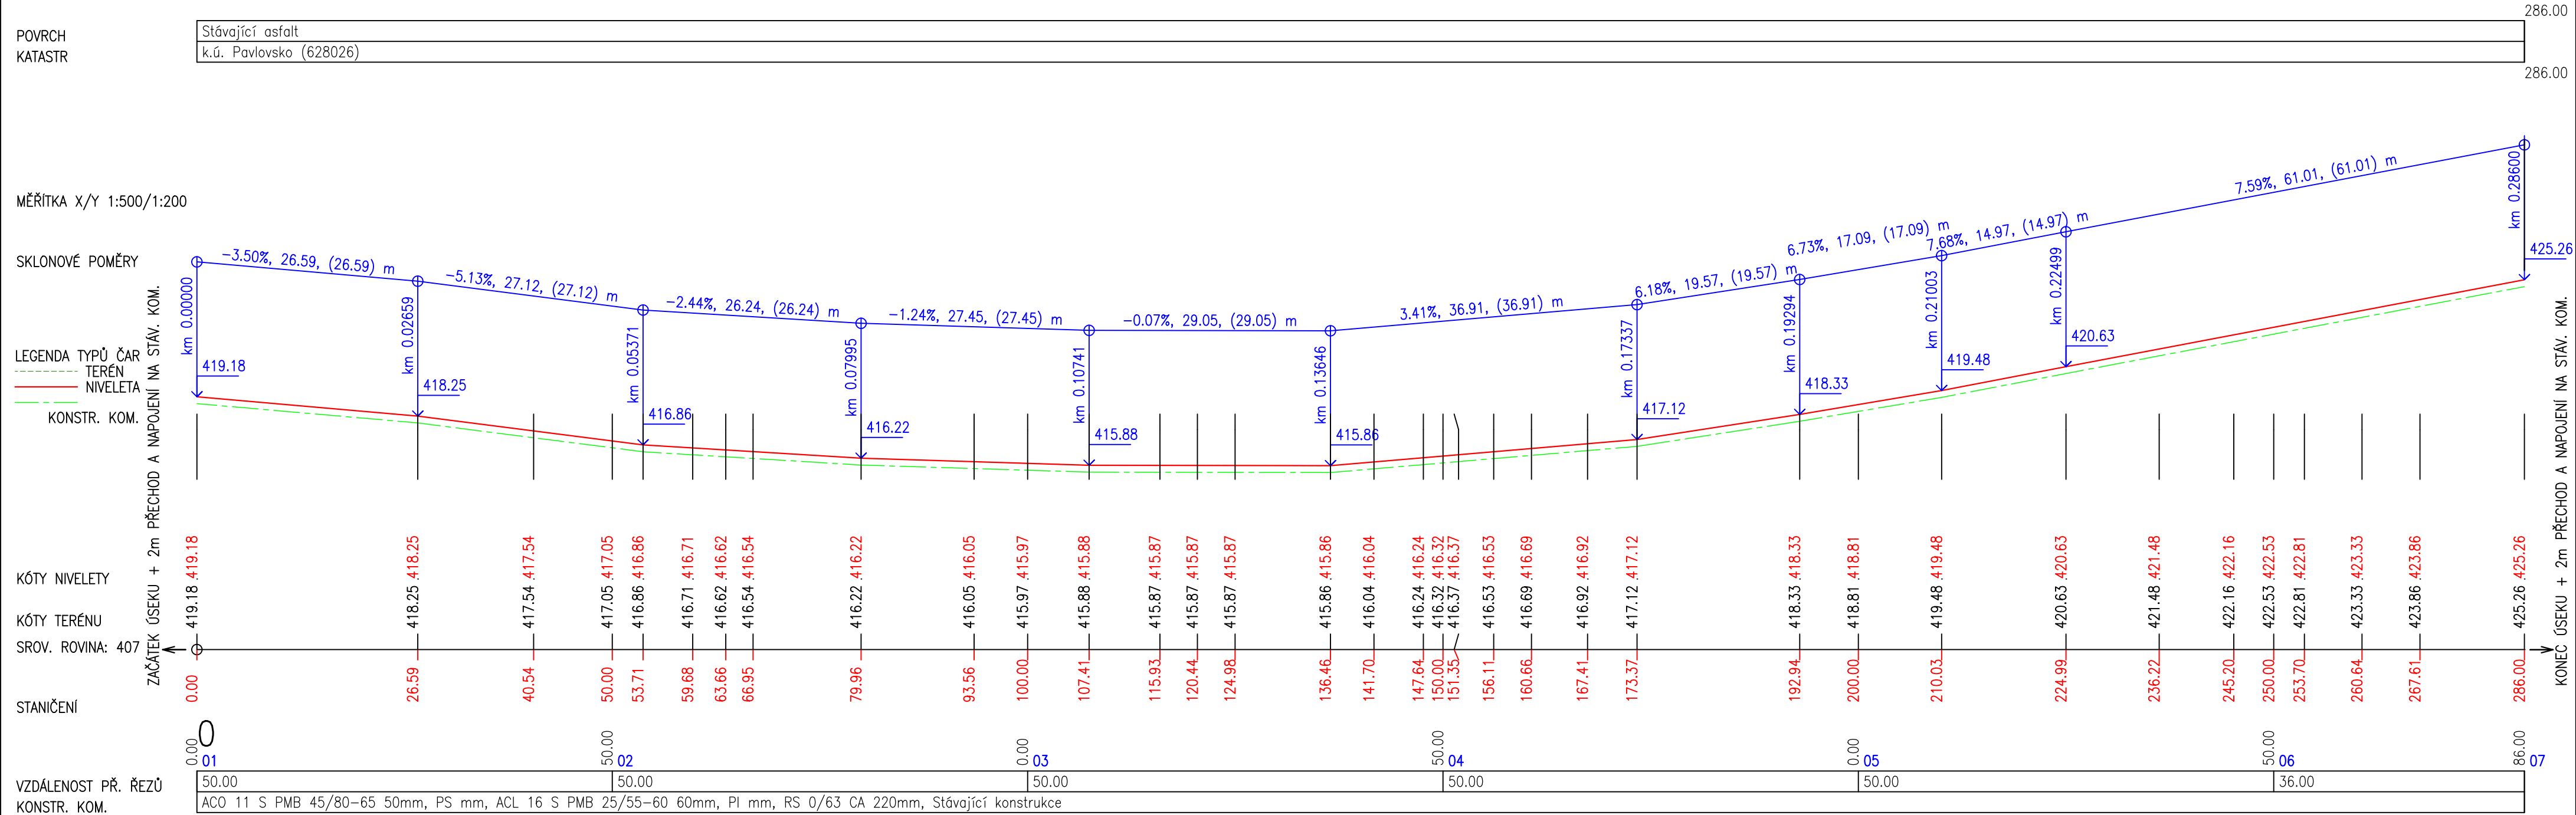 286.00
POVRCH
Stávající asfalt
KATASTR
k.ú. Pavlovsko (628026)
286.00
MĚŘÍTKA X/Y 1:500/1:200
SKLONOVÉ POMĚRY
-3.50%, 26.59, (26.59) m
-5.13%, 27.12, (27.12) m
-2.44%, 26.24, (26.24) m
-1.24%, 27.45, (27.45) m
-0.07%, 29.05, (29.05) m
3.41%, 36.91, (36.91) m
6.18%, 19.57, (19.57) m
6.73%, 17.09, (17.09) m
7.68%, 14.97, (14.97) m
7.59%, 61.01, (61.01) m
km 0.00000
km 0.02659
km 0.05371
km 0.07995
km 0.10741
km 0.13646
km 0.17337
km 0.19294
km 0.21003
km 0.22499
km 0.28600
419.18
418.25
416.86
416.22
415.88
415.86
417.12
418.33
419.48
420.63
425.26
LEGENDA TYPŮ ČAR
TERÉN
NIVELETA
KONSTR. KOM.
ZAČÁTEK ÚSEKU + 2m PŘECHOD A NAPOJENÍ NA STÁV. KOM.
KONEC ÚSEKU + 2m PŘECHOD A NAPOJENÍ NA STÁV. KOM.
KÓTY NIVELETY
419.18 418.25 417.54 417.05 416.86 416.71 416.62 416.54 416.22 416.05 415.97 415.88 415.87 415.87 415.87 415.86 416.04 416.24 416.32 416.37 416.53 416.69 416.92 417.12 418.33 418.81 419.48 420.63 421.48 422.16 422.53 422.81 423.33 423.86 425.26
KÓTY TERÉNU
419.18 418.25 417.54 417.05 416.86 416.71 416.62 416.54 416.22 416.05 415.97 415.88 415.87 415.87 415.87 415.86 416.04 416.24 416.32 416.37 416.53 416.69 416.92 417.12 418.33 418.81 419.48 420.63 421.48 422.16 422.53 422.81 423.33 423.86 425.26
SROV. ROVINA: 407
STANIČENÍ
0.00 26.59 40.54 50.00 53.71 59.68 63.66 66.95 79.96 93.56 100.00 107.41 115.93 120.44 124.98 136.46 141.70 147.64 150.00 151.35 156.11 160.66 167.41 173.37 192.94 200.00 210.03 224.99 236.22 245.20 250.00 253.70 260.64 267.61 286.00
0
0.00 50.00 0.00 50.00 0.00 50.00 86.00
01 02 03 04 05 06 07
VZDÁLENOST PŘ. ŘEZŮ
50.00 50.00 50.00 50.00 50.00 36.00
KONSTR. KOM.
ACO 11 S PMB 45/80-65 50mm, PS mm, ACL 16 S PMB 25/55-60 60mm, PI mm, RS 0/63 CA 220mm, Stávající konstrukce